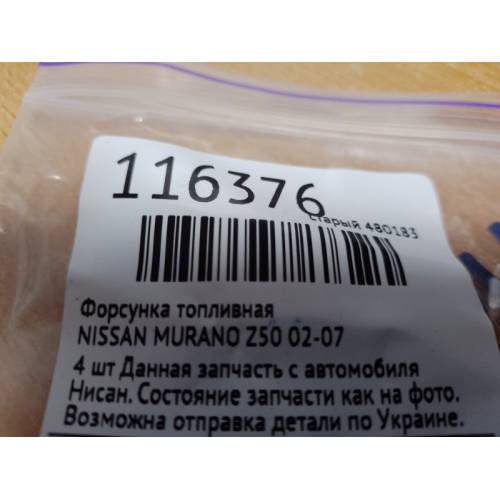 116376
старый 480183
Форсунка топливная
NISSAN MURANO Z50 02-07
4 шт Данная запчасть с автомобиля
Нисан. Состояние запчасти как на фото.
Возможна отправка детали по Украине.